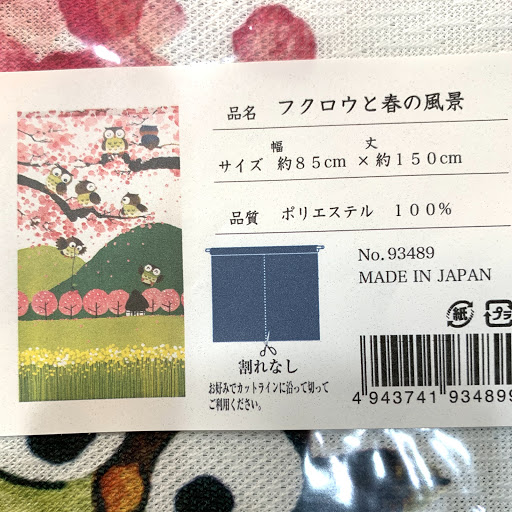 品名 フクロウと春の風景
幅 丈
サイズ 約85cm ×約150cm
品質 ポリエステル 100%
No.93489
MADE IN JAPAN
紙 プラ
割れなし
お好みでカットラインに沿って切って
ご利用ください。
4 943741 934899